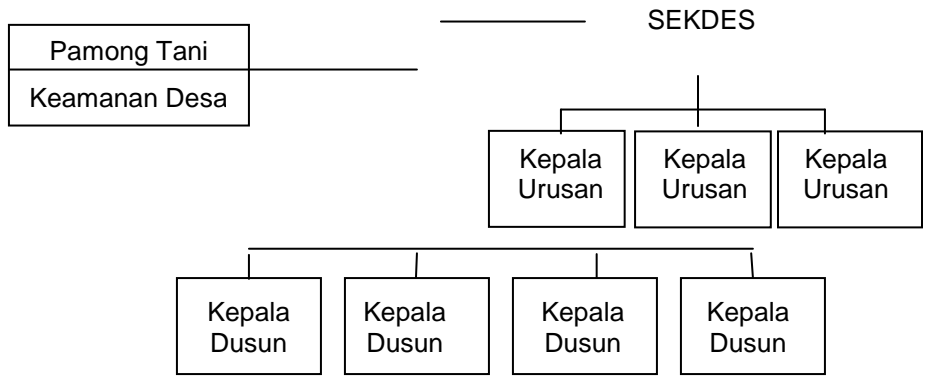 SEKDES
Pamong Tani
Keamanan Desa
Kepala
Urusan
Kepala
Urusan
Kepala
Urusan
Kepala
Dusun
Kepala
Dusun
Kepala
Dusun
Kepala
Dusun